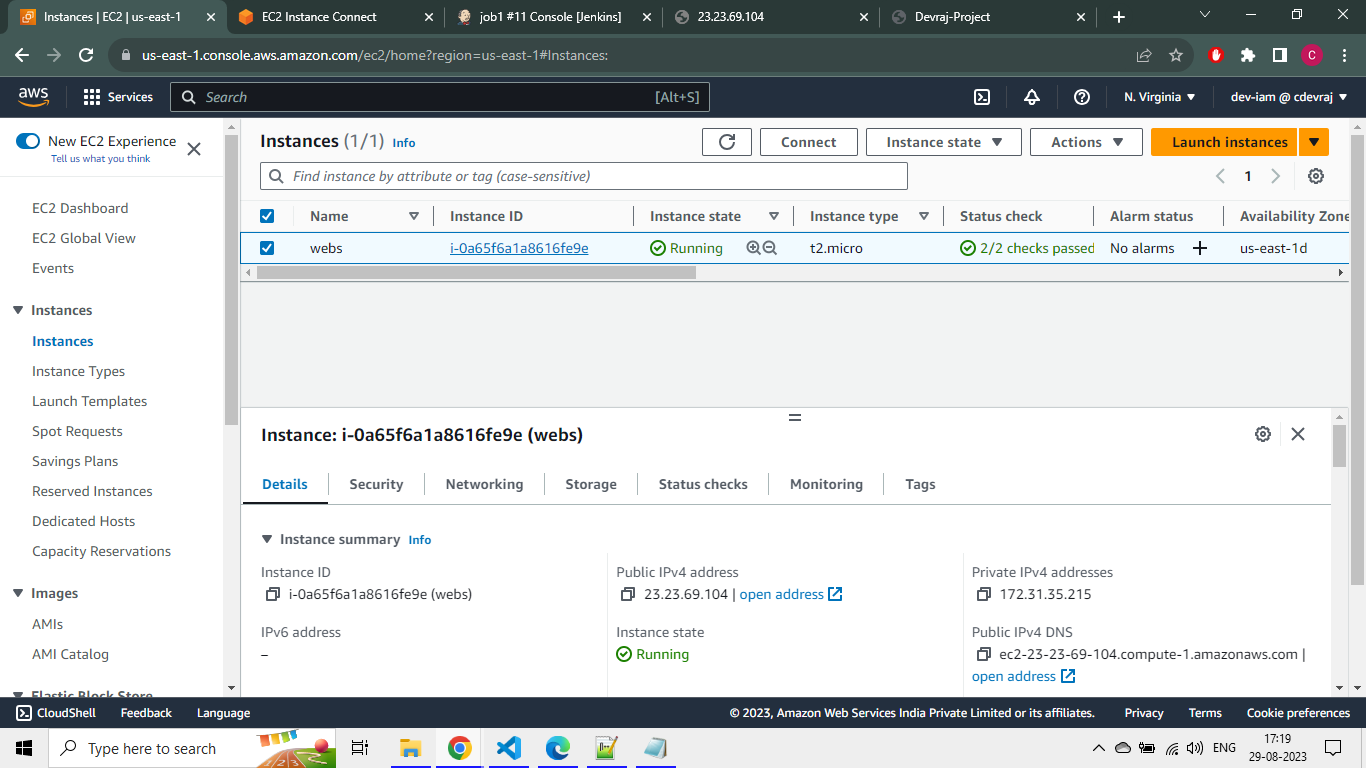 Instances | EC2 | us-east-1
EC2 Instance Connect
job1 #11 Console [Jenkins]
23.23.69.104
Devraj-Project
us-east-1.console.aws.amazon.com/ec2/home?region=us-east-1#Instances:
C
aws
Services
Search
[Alt+S]
N. Virginia
dev-iam @ cdevraj
New EC2 Experience
Tell us what you think
EC2 Dashboard
EC2 Global View
Events
Instances
Instances
Instance Types
Launch Templates
Spot Requests
Savings Plans
Reserved Instances
Dedicated Hosts
Capacity Reservations
Images
AMIs
AMI Catalog
Elastic Block Store
Instances (1/1) Info
Connect
Instance state
Actions
Launch instances
Find instance by attribute or tag (case-sensitive)
1
Name Instance ID Instance state Instance type Status check Alarm status Availability Zone
webs i-0a65f6a1a8616fe9e Running t2.micro 2/2 checks passed No alarms us-east-1d
Instance: i-0a65f6a1a8616fe9e (webs)
Details Security Networking Storage Status checks Monitoring Tags
Instance summary Info
Instance ID
i-0a65f6a1a8616fe9e (webs)
Public IPv4 address
23.23.69.104 | open address
Private IPv4 addresses
172.31.35.215
IPv6 address
–
Instance state
Running
Public IPv4 DNS
ec2-23-23-69-104.compute-1.amazonaws.com |
open address
CloudShell Feedback Language
© 2023, Amazon Web Services India Private Limited or its affiliates. Privacy Terms Cookie preferences
Type here to search
ENG
17:19
29-08-2023